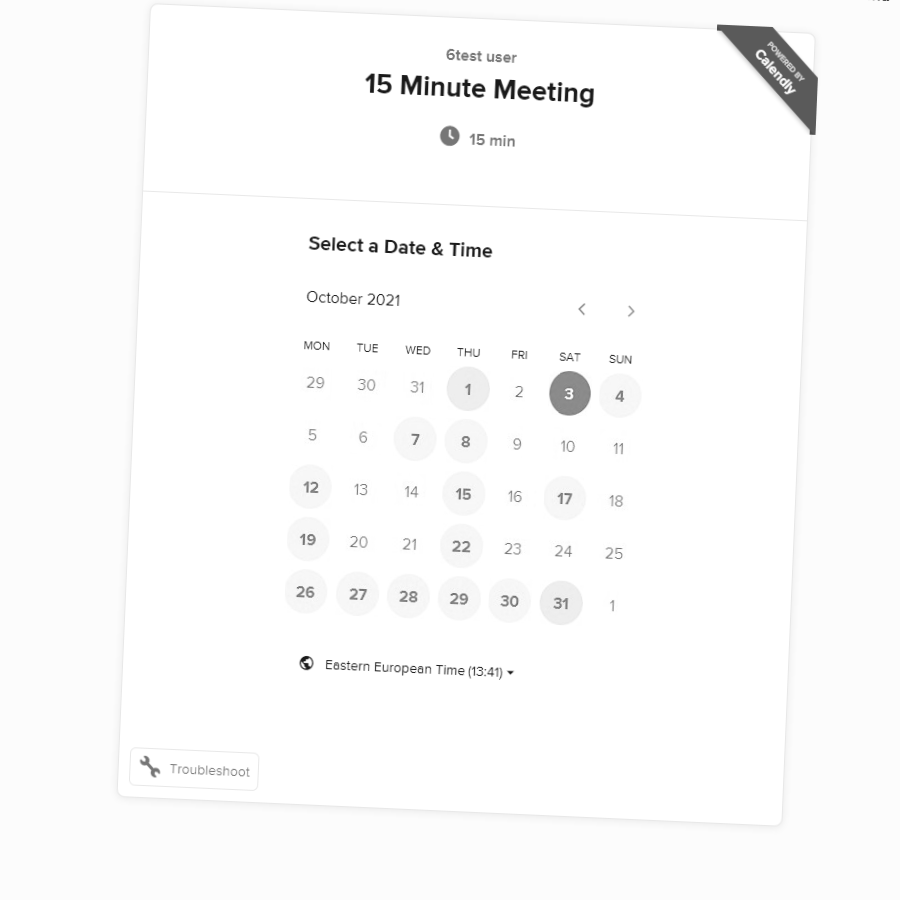 6test user
15 Minute Meeting
15 min
POWERED BY
Calendly
Select a Date & Time
October 2021
MON TUE WED THU FRI SAT SUN
29 30 31 1 2 3 4
5 6 7 8 9 10 11
12 13 14 15 16 17 18
19 20 21 22 23 24 25
26 27 28 29 30 31 1
Eastern European Time (13:41)
Troubleshoot